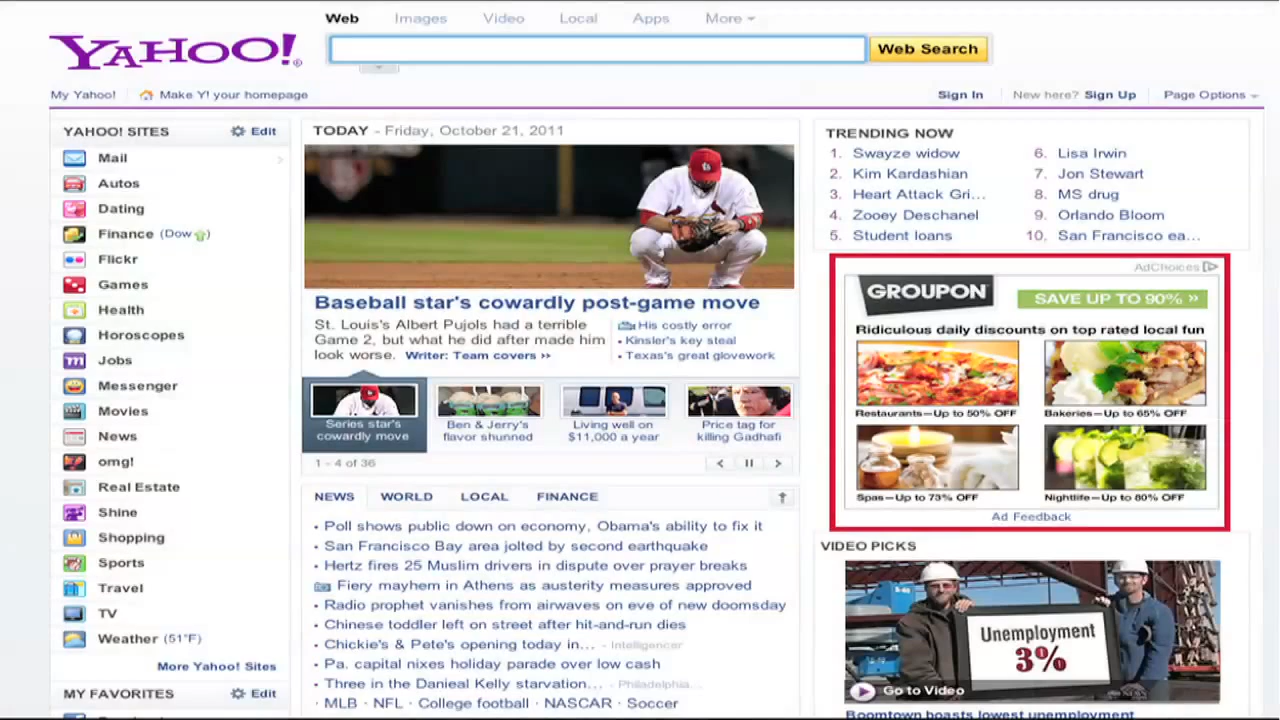 Web Images Video Local Apps More
YAHOO!
Web Search
My Yahoo! Make Y! your homepage
Sign In New here? Sign Up Page Options
YAHOO! SITES Edit
Mail
Autos
Dating
Finance (Dow)
Flickr
Games
Health
Horoscopes
Jobs
Messenger
Movies
News
omg!
Real Estate
Shine
Shopping
Sports
Travel
TV
Weather (51°F)
More Yahoo! Sites
MY FAVORITES Edit
TODAY - Friday, October 21, 2011
Baseball star's cowardly post-game move
St. Louis's Albert Pujols had a terrible
Game 2, but what he did after made him
look worse. Writer: Team covers ››
His costly error
• Kinsler's key steal
• Texas's great glovework
Series star's
cowardly move
Ben & Jerry's
flavor shunned
Living well on
$11,000 a year
Price tag for
killing Gadhafi
1 - 4 of 36
NEWS WORLD LOCAL FINANCE
• Poll shows public down on economy, Obama's ability to fix it
• San Francisco Bay area jolted by second earthquake
• Hertz fires 25 Muslim drivers in dispute over prayer breaks
Fiery mayhem in Athens as austerity measures approved
• Radio prophet vanishes from airwaves on eve of new doomsday
• Chinese toddler left on street after hit-and-run dies
• Chickie's & Pete's opening today in... - Intelligencer
• Pa. capital nixes holiday parade over low cash
• Three in the Danieal Kelly starvation... - Philadelphia...
• MLB · NFL · College football · NASCAR · Soccer
TRENDING NOW
1. Swayze widow
2. Kim Kardashian
3. Heart Attack Gri...
4. Zooey Deschanel
5. Student loans
6. Lisa Irwin
7. Jon Stewart
8. MS drug
9. Orlando Bloom
10. San Francisco ea...
AdChoices
GROUPON
SAVE UP TO 90% »
Ridiculous daily discounts on top rated local fun
Restaurants—Up to 50% OFF
Bakeries—Up to 65% OFF
Spas—Up to 73% OFF
Nightlife—Up to 80% OFF
Ad Feedback
VIDEO PICKS
Unemployment
3%
Go to Video
Boomtown boasts lowest unemployment